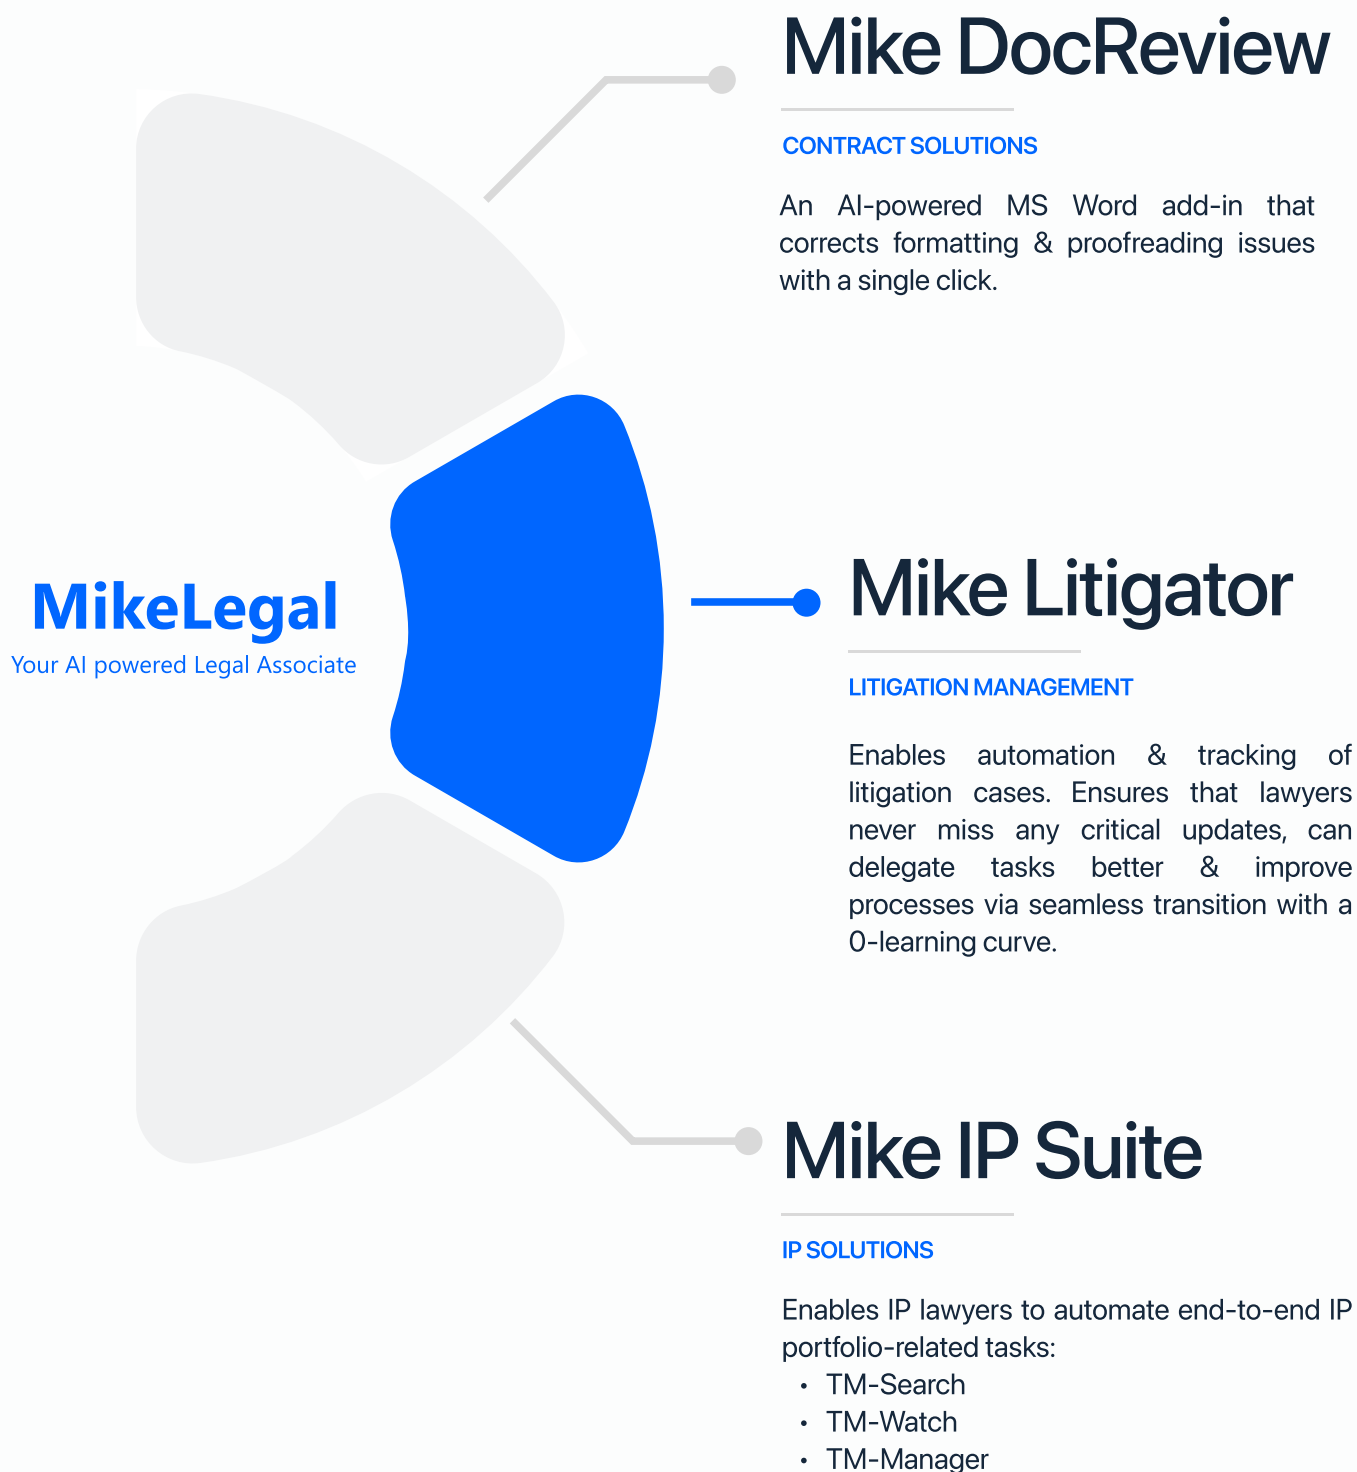 Mike DocReview
CONTRACT SOLUTIONS
An AI-powered MS Word add-in that
corrects formatting & proofreading issues
with a single click.
MikeLegal
Your AI powered Legal Associate
Mike Litigator
LITIGATION MANAGEMENT
Enables automation & tracking of
litigation cases. Ensures that lawyers
never miss any critical updates, can
delegate tasks better & improve
processes via seamless transition with a
0-learning curve.
Mike IP Suite
IP SOLUTIONS
Enables IP lawyers to automate end-to-end IP
portfolio-related tasks:
• TM-Search
• TM-Watch
• TM-Manager